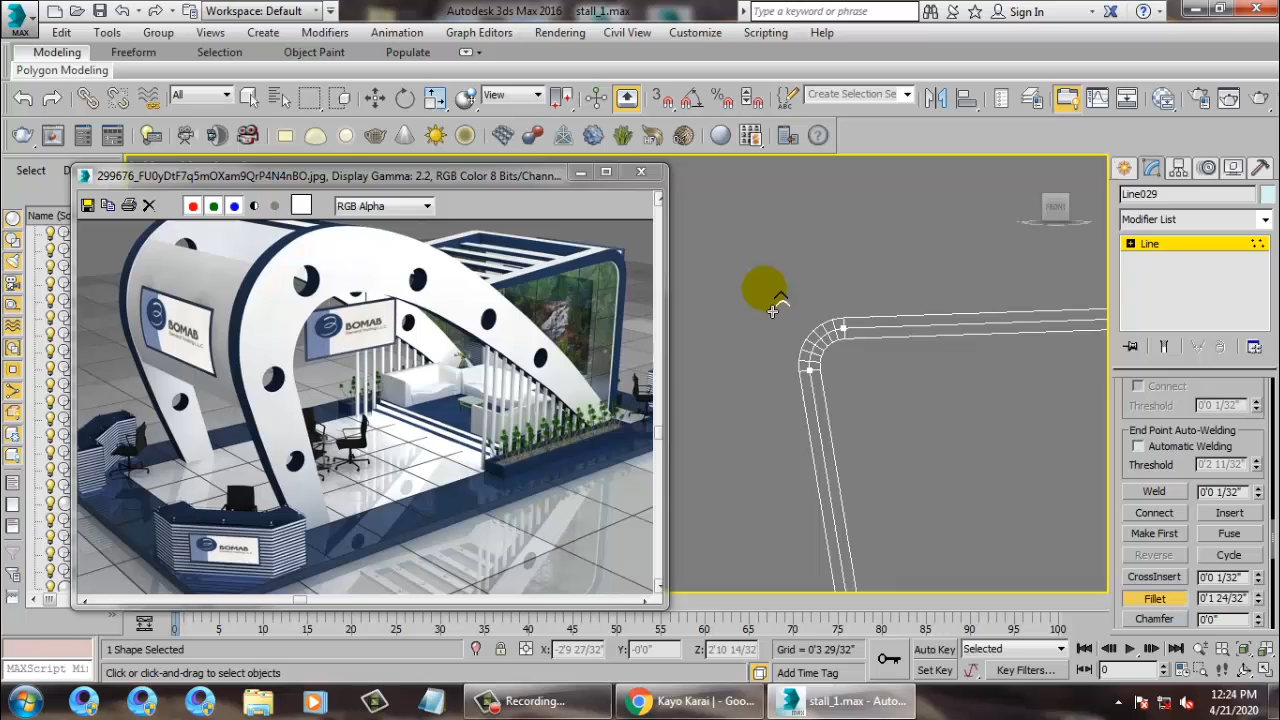 MAX
Workspace: Default
Autodesk 3ds Max 2016   stall_1.max
Type a keyword or phrase
Sign In
Edit Tools Group Views Create Modifiers Animation Graph Editors Rendering Civil View Customize Scripting Help
Modeling Freeform Selection Object Paint Populate
Polygon Modeling
All
View
3
ABC
Create Selection Se
Select
299676_FU0yDtF7q5mOXam9QrP4N4nBO.jpg, Display Gamma: 2.2, RGB Color 8 Bits/Chann...
RGB Alpha
Name (So
BOMAB
BOMAB
BOMAB
FRONT
Line029
Modifier List
Line
Connect
Threshold 0'0 1/32"
End Point Auto-Welding
Automatic Welding
Threshold 0'2 11/32"
Weld 0'0 1/32"
Connect Insert
Make First Fuse
Reverse Cycle
CrossInsert 0'0 1/32"
Fillet 0'1 24/32"
Chamfer 0'0"
0 5 10 15 20 25 30 35 40 45 50 55 60 65 70 75 80 85 90 95 100
1 Shape Selected
X: -2'9 27/32" Y: -0'0" Z: 2'10 14/32" Grid = 0'3 29/32"
Auto Key Selected
MAXScript Mi
Click or click-and-drag to select objects
Add Time Tag
Set Key Key Filters...
0
Recording...
Kayo Karai | - Goo...
stall_1.max - Auto...
12:24 PM
4/21/2020